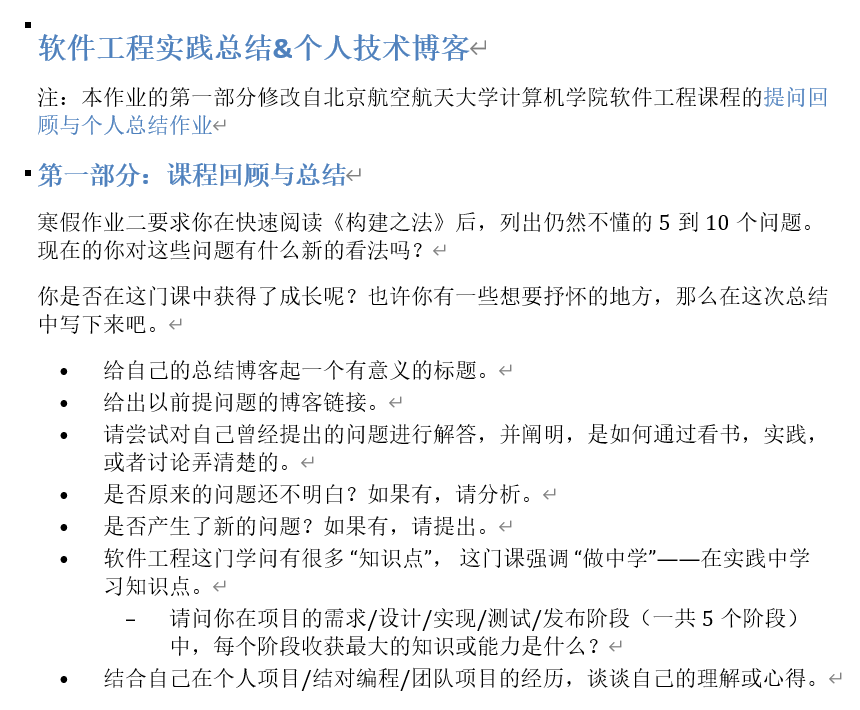 软件工程实践总结&个人技术博客
注：本作业的第一部分修改自北京航空航天大学计算机学院软件工程课程的提问回
顾与个人总结作业
第一部分：课程回顾与总结
寒假作业二要求你在快速阅读《构建之法》后，列出仍然不懂的 5 到 10 个问题。
现在的你对这些问题有什么新的看法吗？
你是否在这门课中获得了成长呢？也许你有一些想要抒怀的地方，那么在这次总结
中写下来吧。
• 给自己的总结博客起一个有意义的标题。
• 给出以前提问题的博客链接。
• 请尝试对自己曾经提出的问题进行解答，并阐明，是如何通过看书，实践，
或者讨论弄清楚的。
• 是否原来的问题还不明白？如果有，请分析。
• 是否产生了新的问题？如果有，请提出。
• 软件工程这门学问有很多 “知识点”， 这门课强调 “做中学”——在实践中学
习知识点。
– 请问你在项目的需求/设计/实现/测试/发布阶段（一共 5 个阶段）
中，每个阶段收获最大的知识或能力是什么？
• 结合自己在个人项目/结对编程/团队项目的经历，谈谈自己的理解或心得。